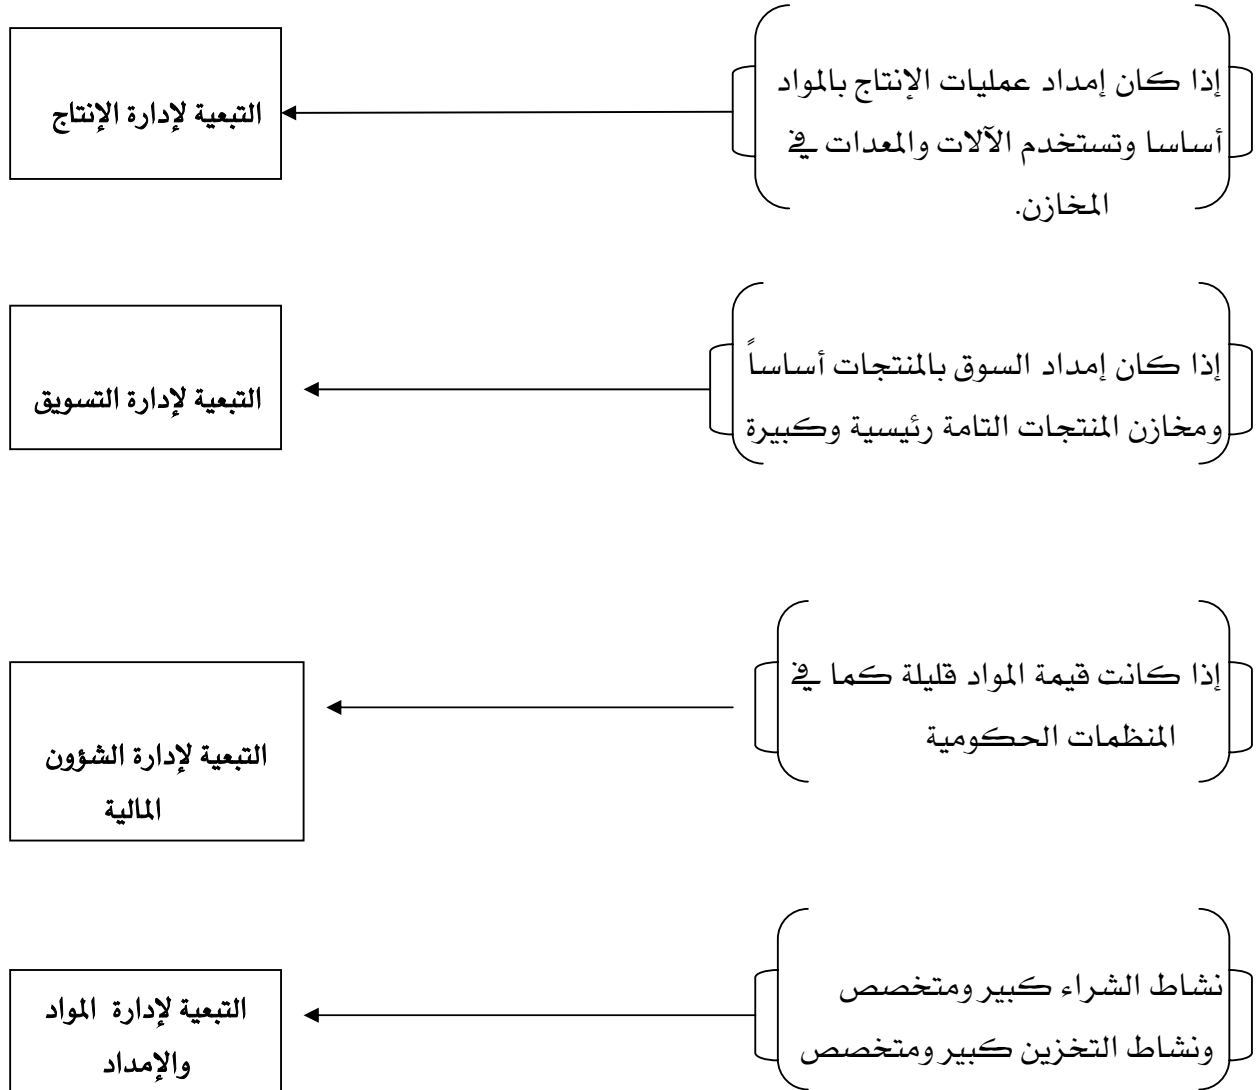 إذا كان إمداد عمليات الإنتاج بالمواد
أساسا وتستخدم الآلات والمعدات في
المخازن.
التبعية لإدارة الإنتاج
إذا كان إمداد السوق بالمنتجات أساساً
ومخازن المنتجات التامة رئيسية وكبيرة
التبعية لإدارة التسويق
إذا كانت قيمة المواد قليلة كما في
المنظمات الحكومية
التبعية لإدارة الشؤون
المالية
نشاط الشراء كبير ومتخصص
ونشاط التخزين كبير ومتخصص
التبعية لإدارة المواد
والإمداد